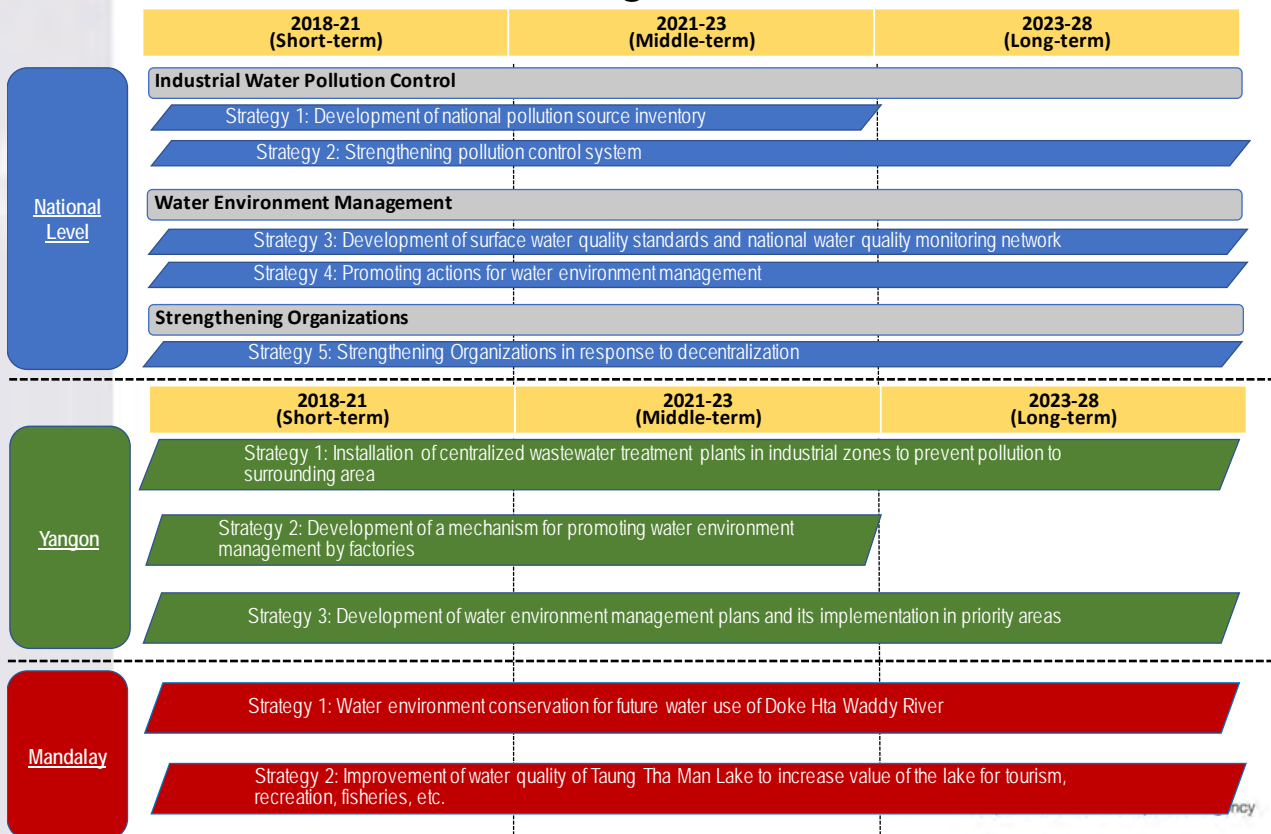 2018-21
(Short-term)
2021-23
(Middle-term)
2023-28
(Long-term)
National
Level
Industrial Water Pollution Control
Strategy 1: Development of national pollution source inventory
Strategy 2: Strengthening pollution control system
Water Environment Management
Strategy 3: Development of surface water quality standards and national water quality monitoring network
Strategy 4: Promoting actions for water environment management
Strengthening Organizations
Strategy 5: Strengthening Organizations in response to decentralization
2018-21
(Short-term)
2021-23
(Middle-term)
2023-28
(Long-term)
Yangon
Strategy 1: Installation of centralized wastewater treatment plants in industrial zones to prevent pollution to
surrounding area
Strategy 2: Development of a mechanism for promoting water environment
management by factories
Strategy 3: Development of water environment management plans and its implementation in priority areas
Mandalay
Strategy 1: Water environment conservation for future water use of Doke Hta Waddy River
Strategy 2: Improvement of water quality of Taung Tha Man Lake to increase value of the lake for tourism,
recreation, fisheries, etc.